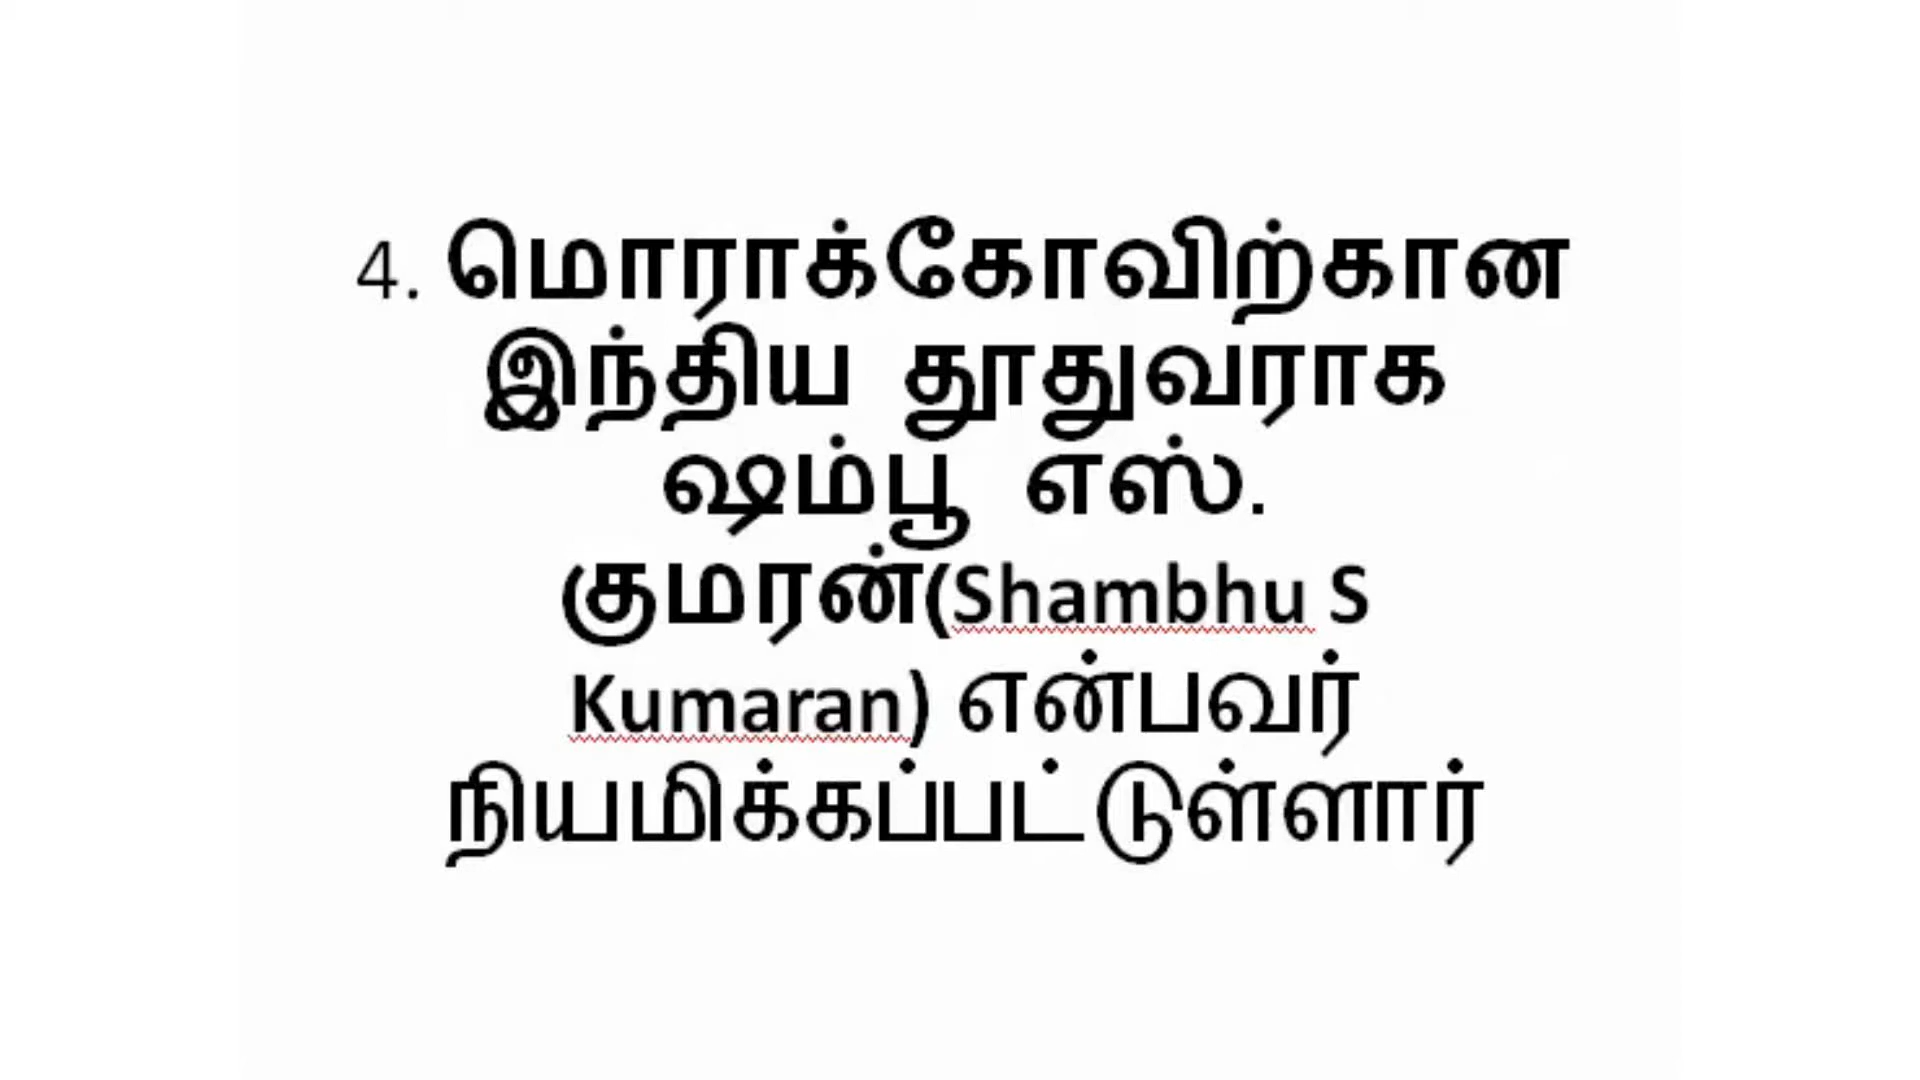 4. மொராக்கோவிற்கான
இந்திய தூதுவராக
ஷம்பூ எஸ்.
குமரன்(Shambhu S
Kumaran) என்பவர்
நியமிக்கப்பட்டுள்ளார்